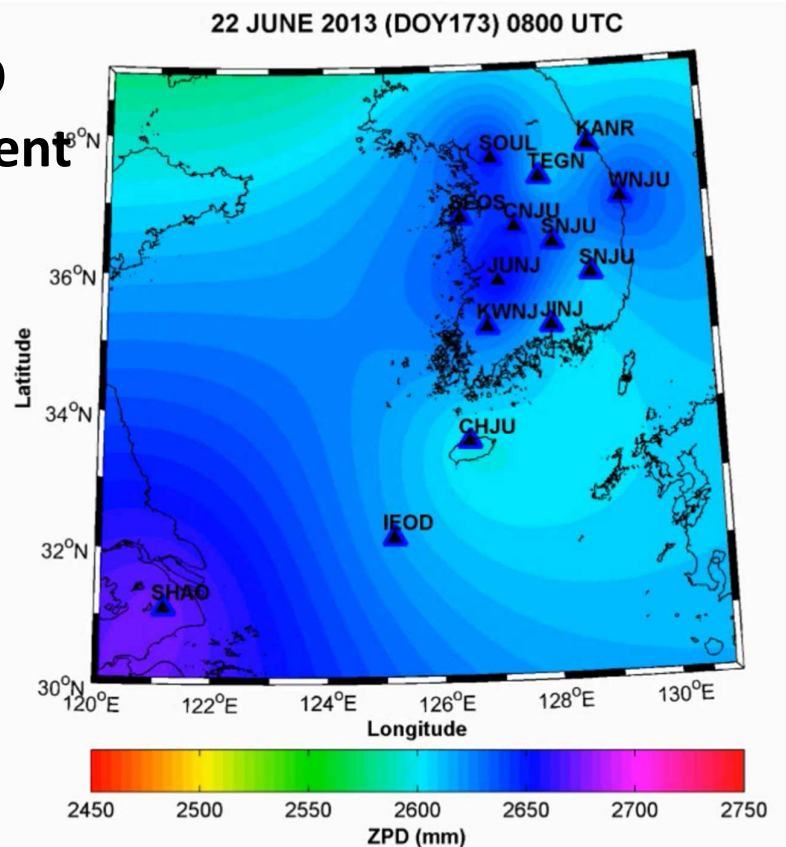 22 JUNE 2013 (DOY173) 0800 UTC
ent
8°N
36°N
34°N
32°N
30°N
Latitude
SOUL
KANR
TEGN
WNJU
SEOS
CNJU
SNJU
SNJU
JUNJ
KWNJ
JINJ
CHJU
IEOD
SHAO
120°E 122°E 124°E 126°E 128°E 130°E
Longitude
2450 2500 2550 2600 2650 2700 2750
ZPD (mm)